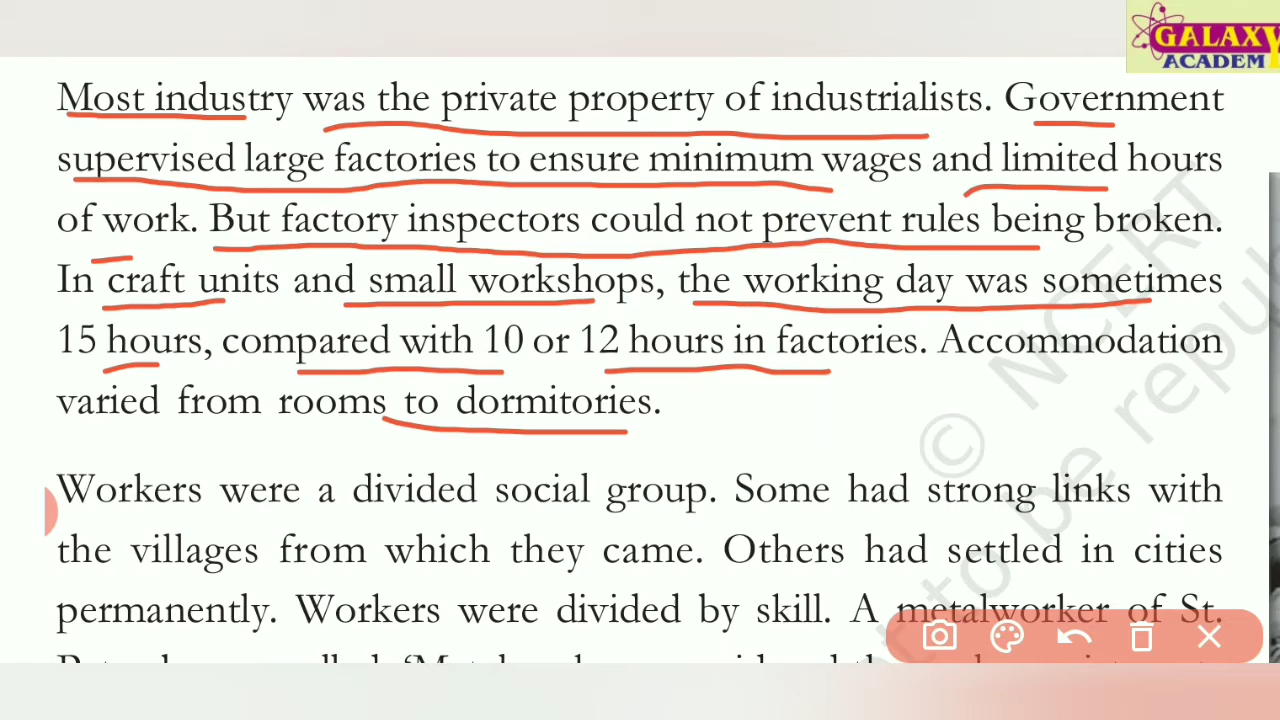 GALAXY
ACADEM
Most industry was the private property of industrialists. Government
supervised large factories to ensure minimum wages and limited hours
of work. But factory inspectors could not prevent rules being broken.
In craft units and small workshops, the working day was sometimes
15 hours, compared with 10 or 12 hours in factories. Accommodation
varied from rooms to dormitories.
Workers were a divided social group. Some had strong links with
the villages from which they came. Others had settled in cities
permanently. Workers were divided by skill. A metalworker of St.
© NCERT
to be repu